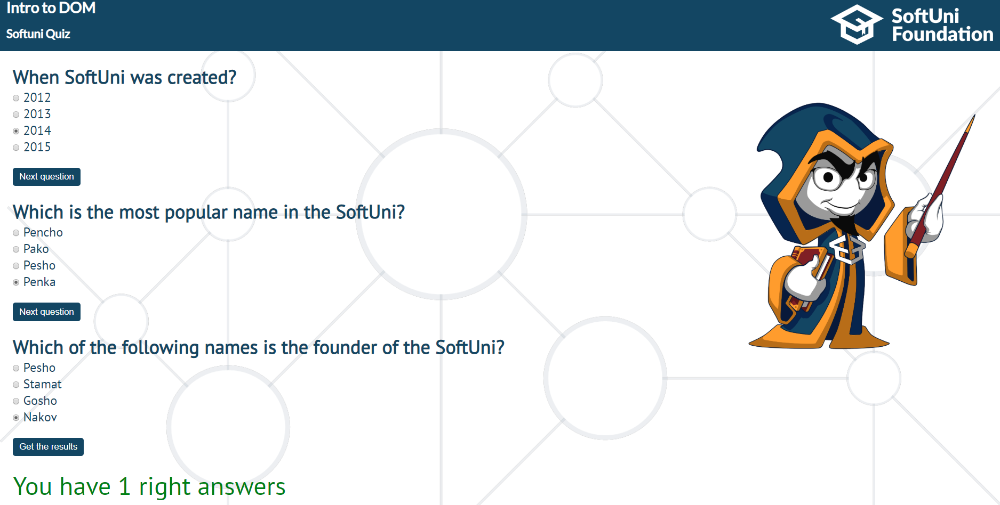 Intro to DOM
Softuni Quiz
SoftUni
Foundation
When SoftUni was created?
2012
2013
2014
2015
Next question
Which is the most popular name in the SoftUni?
Pencho
Pako
Pesho
Penka
Next question
Which of the following names is the founder of the SoftUni?
Pesho
Stamat
Gosho
Nakov
Get the results
You have 1 right answers